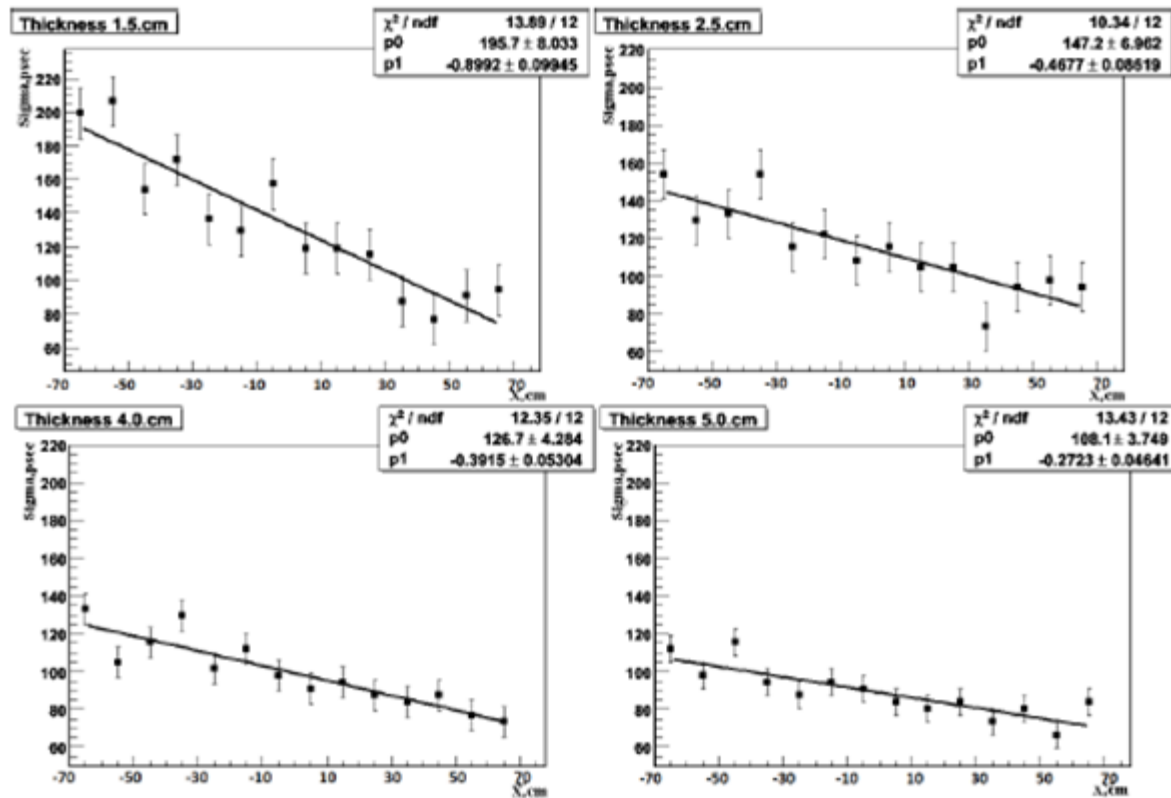 Thickness 1.5.cm
χ² / ndf 13.89 / 12
p0 195.7 ± 8.033
p1 -0.8992 ± 0.09945
Sigma,psec
220
200
180
160
140
120
100
80
60
-70 -50 -30 -10 10 30 50 70
X,cm
Thickness 2.5.cm
χ² / ndf 10.34 / 12
p0 147.2 ± 6.962
p1 -0.4677 ± 0.08619
Sigma,psec
220
200
180
160
140
120
100
80
60
-70 -50 -30 -10 10 30 50 70
X,cm
Thickness 4.0.cm
χ² / ndf 12.35 / 12
p0 126.7 ± 4.284
p1 -0.3915 ± 0.05304
Sigma,psec
220
200
180
160
140
120
100
80
60
-70 -50 -30 -10 10 30 50 70
X,cm
Thickness 5.0.cm
χ² / ndf 13.43 / 12
p0 108.1 ± 3.749
p1 -0.2723 ± 0.04641
Sigma,psec
220
200
180
160
140
120
100
80
60
-70 -50 -30 -10 10 30 50 70
X,cm